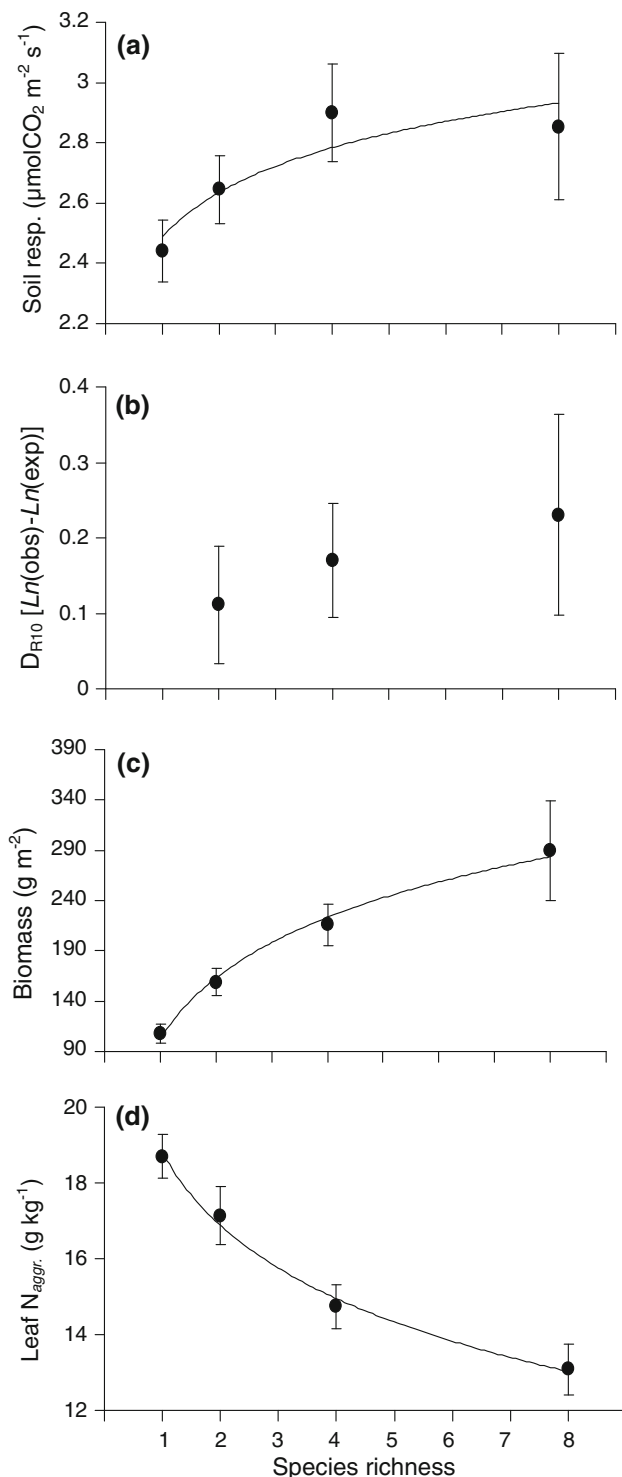 (a)
Soil resp. (µmolCO₂ m⁻² s⁻¹)
3.2
3
2.8
2.6
2.4
2.2
(b)
D_R10 [Ln(obs)-Ln(exp)]
0.4
0.3
0.2
0.1
0
(c)
Biomass (g m⁻²)
390
340
290
240
190
140
90
(d)
Leaf N_aggr. (g kg⁻¹)
20
18
16
14
12
1 2 3 4 5 6 7 8
Species richness